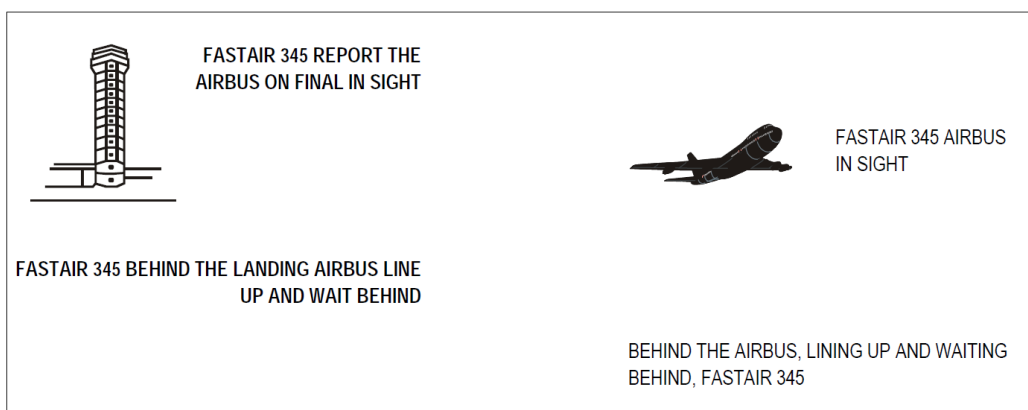 FASTAIR 345 REPORT THE
AIRBUS ON FINAL IN SIGHT
FASTAIR 345 AIRBUS
IN SIGHT
FASTAIR 345 BEHIND THE LANDING AIRBUS LINE
UP AND WAIT BEHIND
BEHIND THE AIRBUS, LINING UP AND WAITING
BEHIND, FASTAIR 345